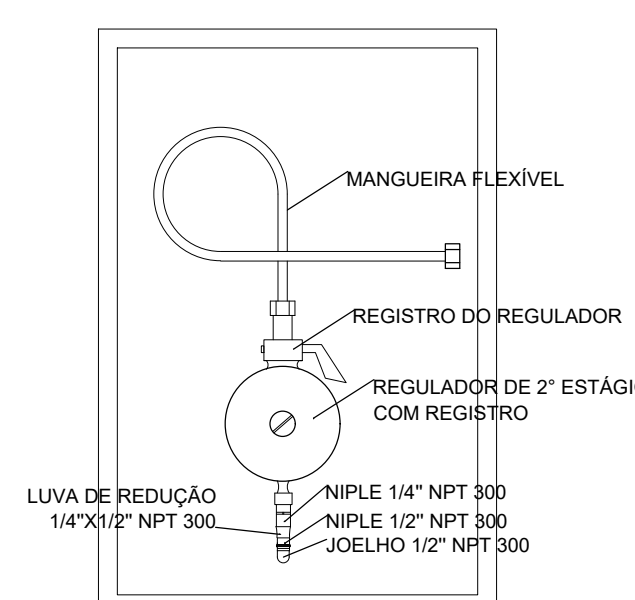 MANGUEIRA FLEXÍVEL
REGISTRO DO REGULADOR
REGULADOR DE 2° ESTÁGI
COM REGISTRO
LUVA DE REDUÇÃO
1/4"X1/2" NPT 300
NIPLE 1/4" NPT 300
NIPLE 1/2" NPT 300
JOELHO 1/2" NPT 300